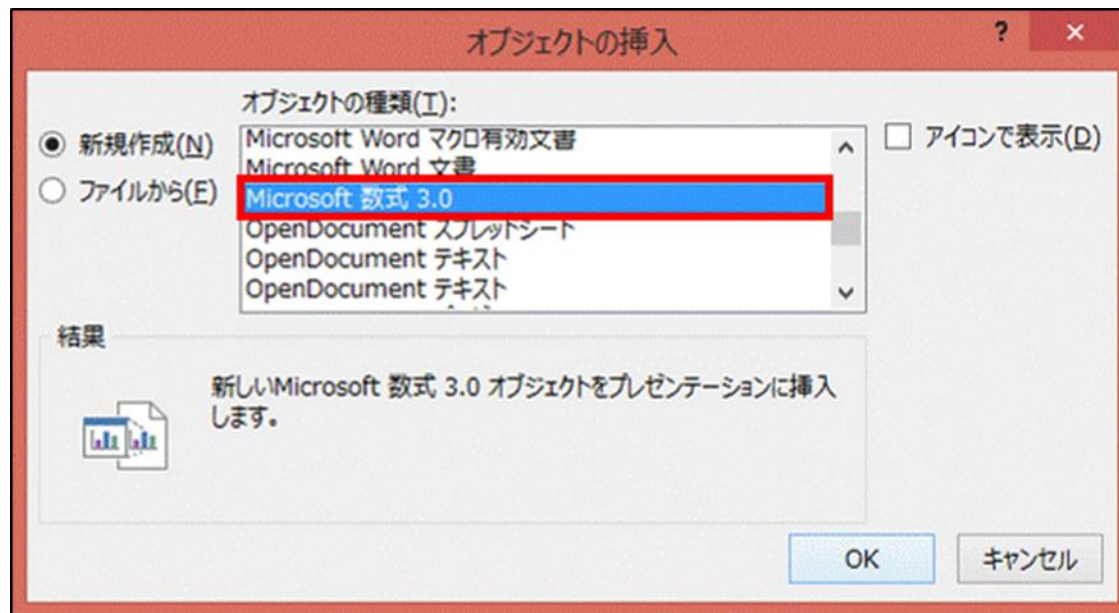 オブジェクトの挿入
?
×
オブジェクトの種類(T):
新規作成(N)
ファイルから(F)
Microsoft Word マクロ有効文書
Microsoft Word 文書
Microsoft 数式 3.0
OpenDocument スプレットシート
OpenDocument テキスト
OpenDocument テキスト
アイコンで表示(D)
結果
新しいMicrosoft 数式 3.0 オブジェクトをプレゼンテーションに挿入
します。
OK
キャンセル